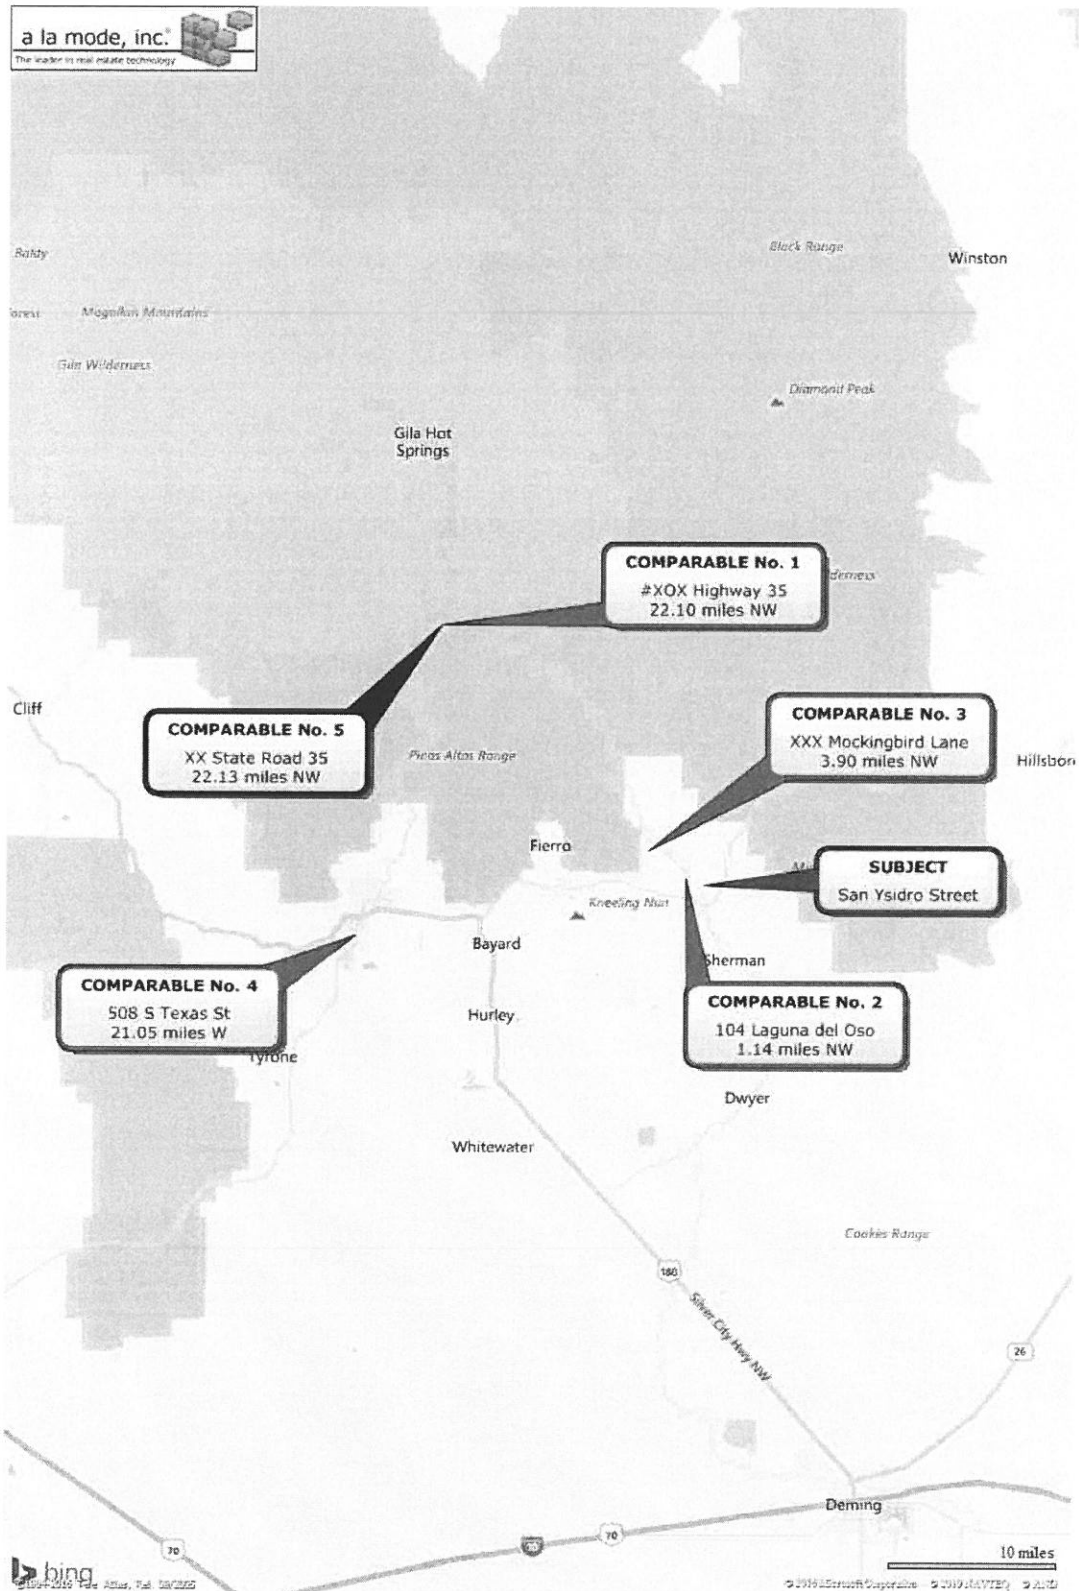 a la mode, inc.
The leader in real estate technology
Baldy
Black Range
Winston
orest
Mogollon Mountains
Gila Wilderness
Diamond Peak
Gila Hot
Springs
COMPARABLE No. 1
#XOX Highway 35
22.10 miles NW
derness
Cliff
COMPARABLE No. 5
XX State Road 35
22.13 miles NW
Pinos Altos Range
COMPARABLE No. 3
XXX Mockingbird Lane
3.90 miles NW
Hillsboro
Fierro
SUBJECT
San Ysidro Street
Kneeling Nun
Bayard
Sherman
COMPARABLE No. 4
508 S Texas St
21.05 miles W
COMPARABLE No. 2
104 Laguna del Oso
1.14 miles NW
Hurley
Tyrone
Dwyer
Whitewater
Cookes Range
180
Silver City Hwy NW
26
Deming
70
70
10 miles
bing